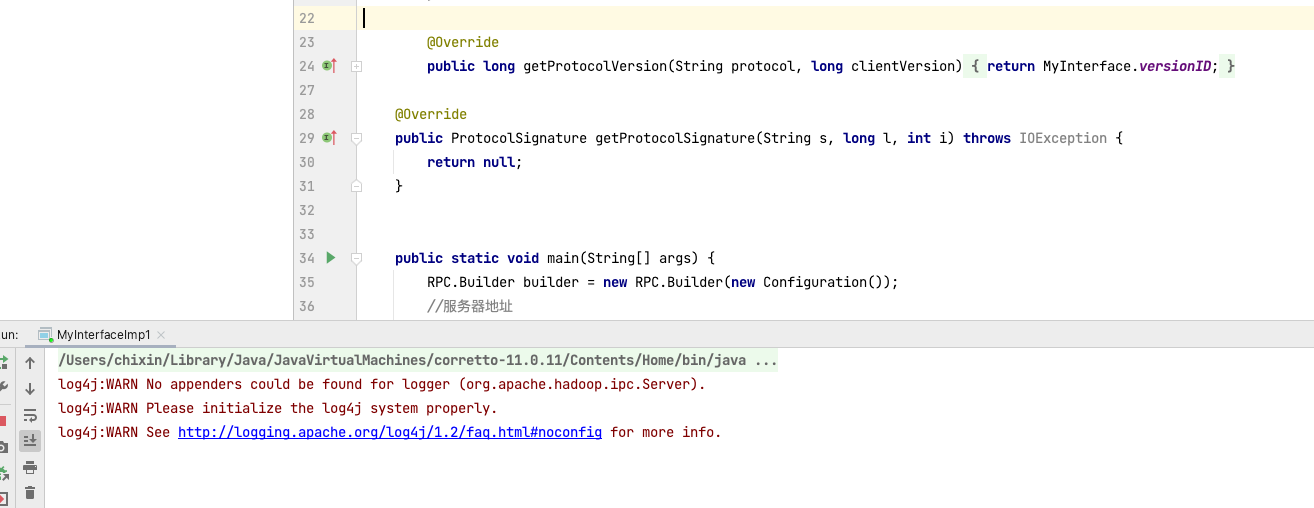 22
23 @Override
24 public long getProtocolVersion(String protocol, long clientVersion) { return MyInterface.versionID; }
27
28 @Override
29 public ProtocolSignature getProtocolSignature(String s, long l, int i) throws IOException {
30 return null;
31 }
32
33
34 public static void main(String[] args) {
35 RPC.Builder builder = new RPC.Builder(new Configuration());
36 //服务器地址
un: MyInterfaceImp1
/Users/chixin/Library/Java/JavaVirtualMachines/corretto-11.0.11/Contents/Home/bin/java ...
log4j:WARN No appenders could be found for logger (org.apache.hadoop.ipc.Server).
log4j:WARN Please initialize the log4j system properly.
log4j:WARN See http://logging.apache.org/log4j/1.2/faq.html#noconfig for more info.